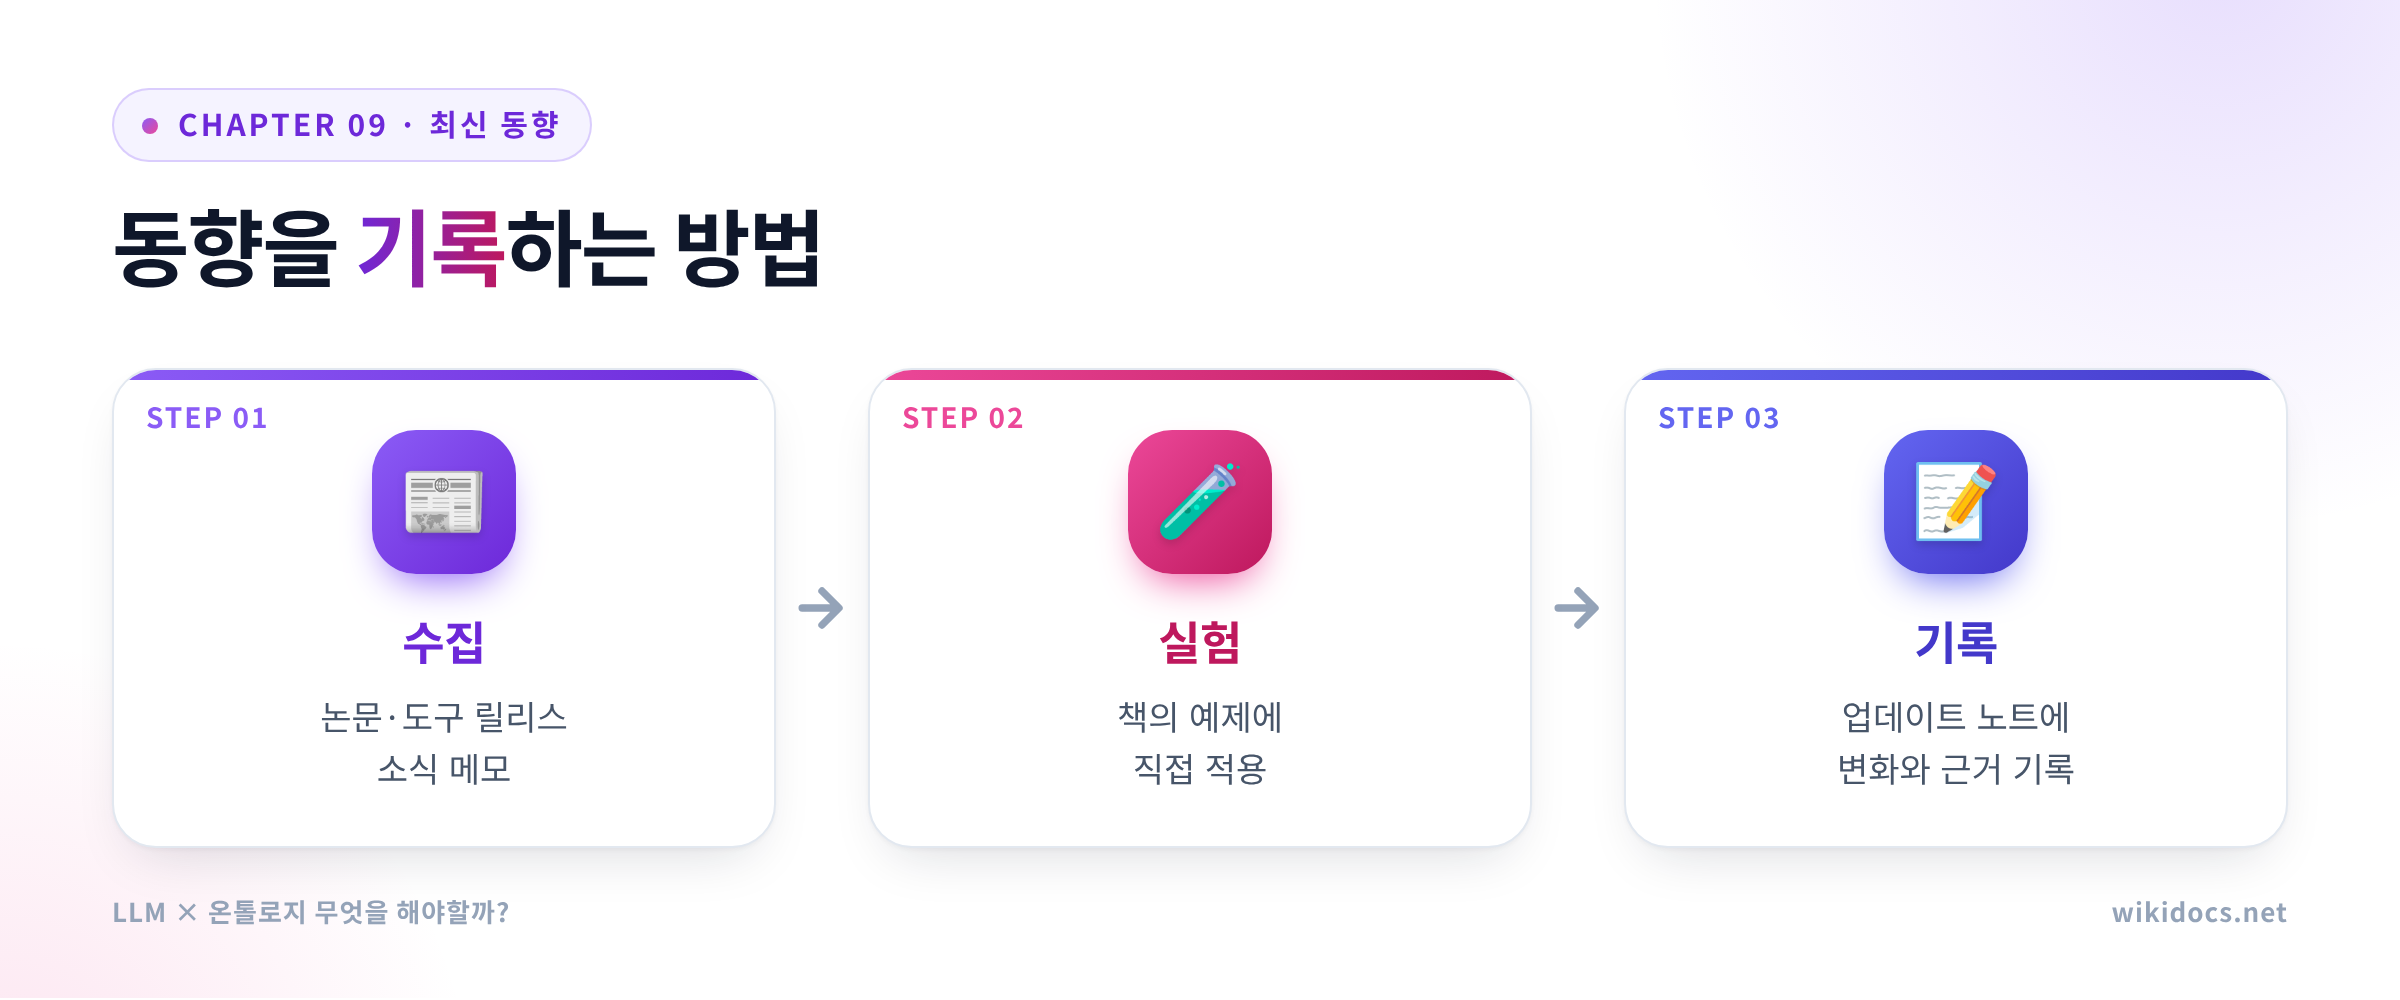 CHAPTER 09 · 최신 동향
동향을 기록하는 방법
STEP 01
수집
논문·도구 릴리스
소식 메모
STEP 02
실험
책의 예제에
직접 적용
STEP 03
기록
업데이트 노트에
변화와 근거 기록
LLM × 온톨로지 무엇을 해야할까?
wikidocs.net